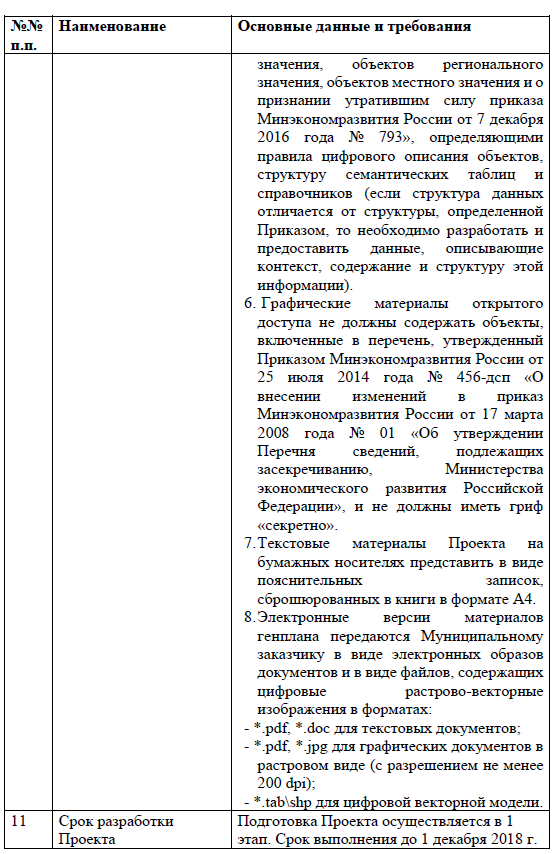 №№ Наименование Основные данные и требования
п.п.
значения, объектов регионального
значения, объектов местного значения и о
признании утратившим силу приказа
Минэкономразвития России от 7 декабря
2016 года № 793», определяющими
правила цифрового описания объектов,
структуру семантических таблиц и
справочников (если структура данных
отличается от структуры, определенной
Приказом, то необходимо разработать и
предоставить данные, описывающие
контекст, содержание и структуру этой
информации).
6. Графические материалы открытого
доступа не должны содержать объекты,
включенные в перечень, утвержденный
Приказом Минэкономразвития России от
25 июля 2014 года № 456-дсп «О
внесении изменений в приказ
Минэкономразвития России от 17 марта
2008 года № 01 «Об утверждении
Перечня сведений, подлежащих
засекречиванию, Министерства
экономического развития Российской
Федерации», и не должны иметь гриф
«секретно».
7.Текстовые материалы Проекта на
бумажных носителях представить в виде
пояснительных записок,
сброшюрованных в книги в формате А4.
8.Электронные версии материалов
генплана передаются Муниципальному
заказчику в виде электронных образов
документов и в виде файлов, содержащих
цифровые растрово-векторные
изображения в форматах:
- *.pdf, *.doc для текстовых документов;
- *.pdf, *.jpg для графических документов в
растровом виде (с разрешением не менее
200 dpi);
- *.tab\shp для цифровой векторной модели.
11 Срок разработки Подготовка Проекта осуществляется в 1
Проекта этап. Срок выполнения до 1 декабря 2018 г.